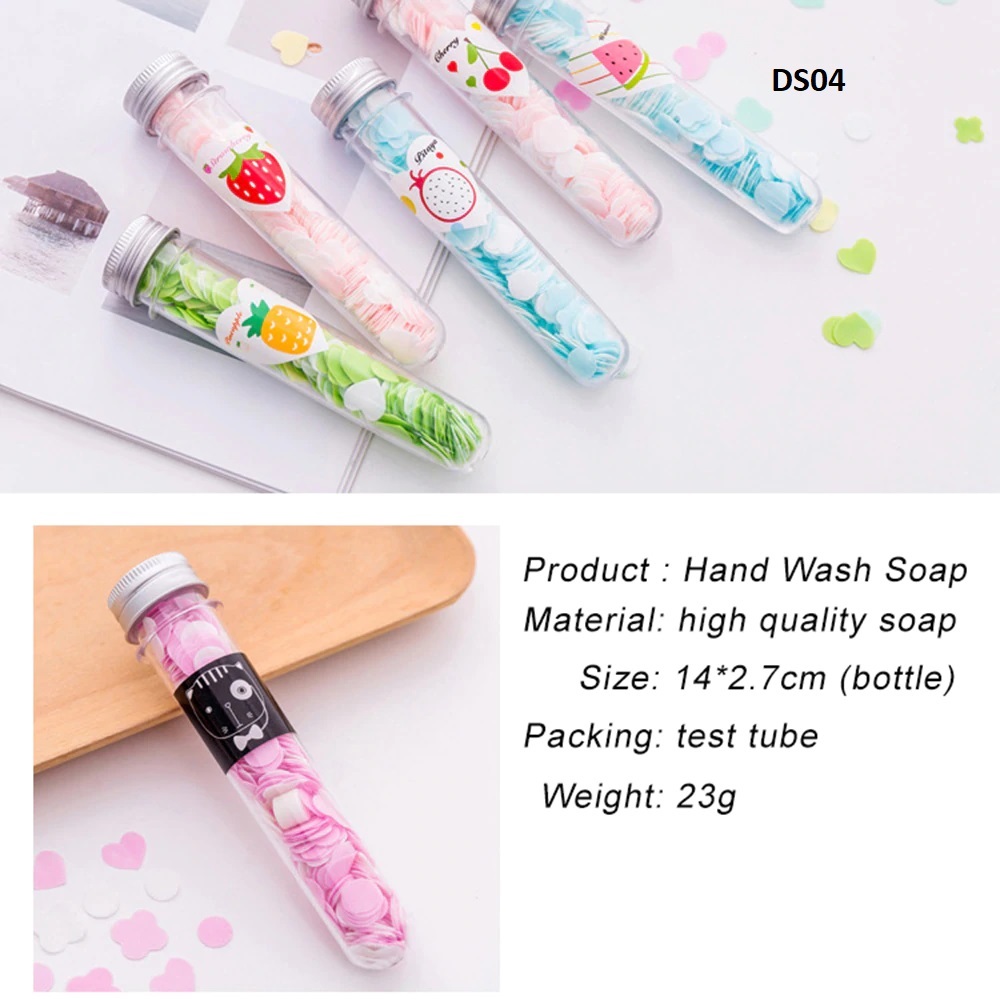 Cherry
DS04
Strawberry
Pitaya
Product : Hand Wash Soap
Material: high quality soap
Size: 14*2.7cm (bottle)
Packing: test tube
Weight: 23g